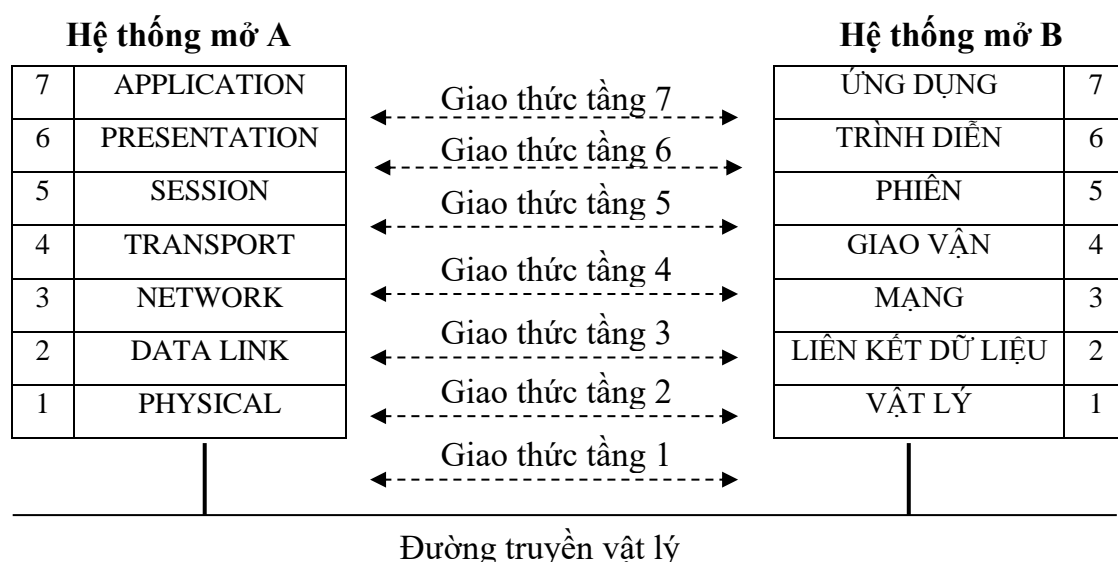 Hệ thống mở A Hệ thống mở B
7 APPLICATION Giao thức tầng 7 ỨNG DỤNG 7
6 PRESENTATION Giao thức tầng 6 TRÌNH DIỄN 6
5 SESSION Giao thức tầng 5 PHIÊN 5
4 TRANSPORT Giao thức tầng 4 GIAO VẬN 4
3 NETWORK Giao thức tầng 3 MẠNG 3
2 DATA LINK Giao thức tầng 2 LIÊN KẾT DỮ LIỆU 2
1 PHYSICAL Giao thức tầng 1 VẬT LÝ 1
Đường truyền vật lý